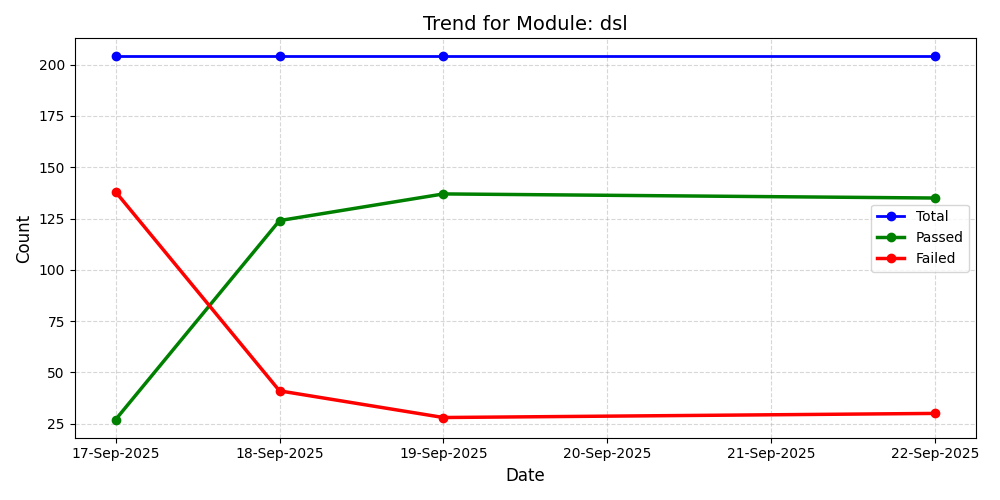 Trend for Module: dsl
200
175
150
125
100
75
50
25
Count
Total
Passed
Failed
17-Sep-2025 18-Sep-2025 19-Sep-2025 20-Sep-2025 21-Sep-2025 22-Sep-2025
Date